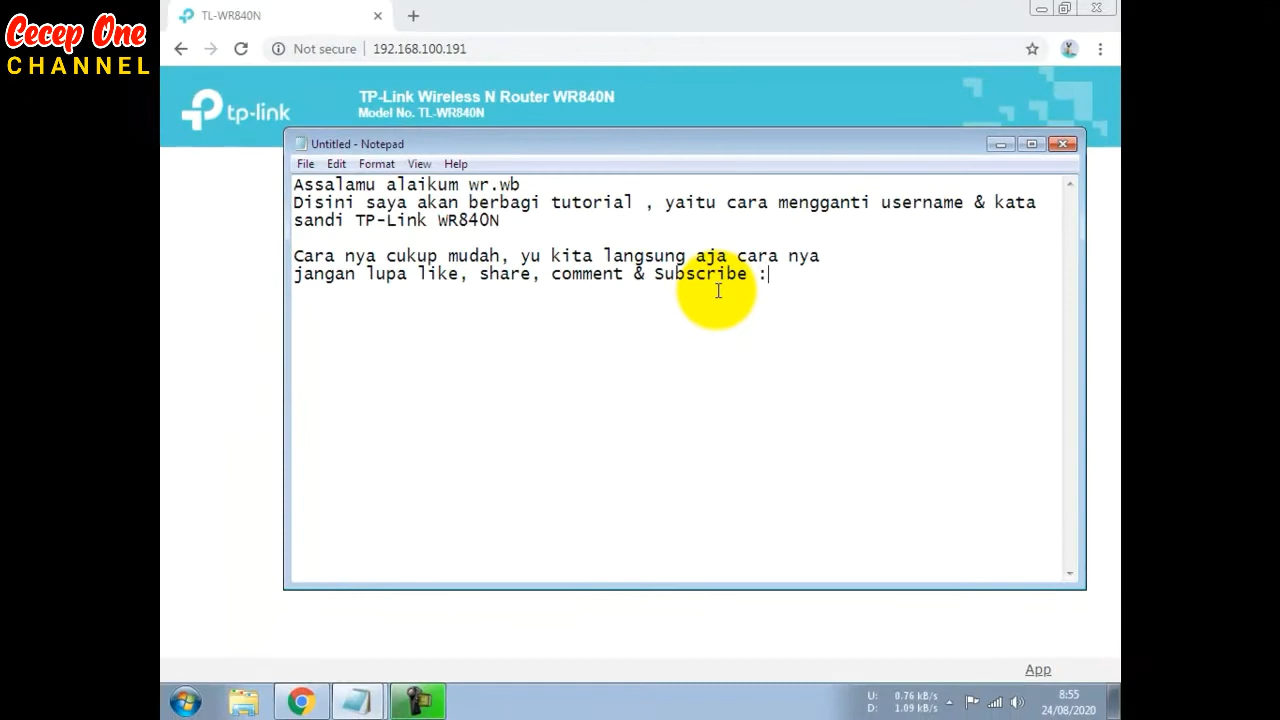 Cecep One
CHANNEL
TL-WR840N
Not secure
192.168.100.191
tp-link
TP-Link Wireless N Router WR840N
Model No. TL-WR840N
Untitled - Notepad
File Edit Format View Help
Assalamu alaikum wr.wb
Disini saya akan berbagi tutorial , yaitu cara mengganti username & kata
sandi TP-Link WR840N
Cara nya cukup mudah, yu kita langsung aja cara nya
jangan lupa like, share, comment & Subscribe :
App
U: 0.76 kB/s
D: 1.09 kB/s
8:55
24/08/2020